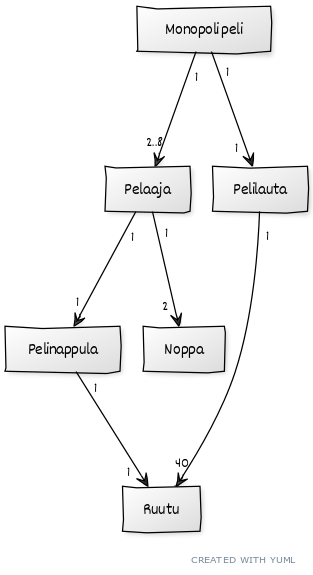 Monopolipeli
1
1
2..8
1
Pelaaja
Pelilauta
1
1
1
1
2
Pelinappula
Noppa
1
1
40
Ruutu
CREATED WITH YUML